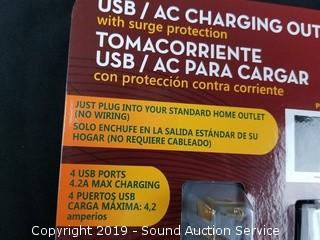 USB / AC CHARGING OUT
with surge protection
TOMACORRIENTE
USB / AC PARA CARGAR
con protección contra corriente
JUST PLUG INTO YOUR STANDARD HOME OUTLET
(NO WIRING)
SOLO ENCHUFE EN LA SALIDA ESTÁNDAR DE SU
HOGAR (NO REQUIERE CABLEADO)
4 USB PORTS
4.2A MAX CHARGING
4 PUERTOS USB
CARGA MÁXIMA: 4,2
amperios
Copyright 2019 - Sound Auction Service